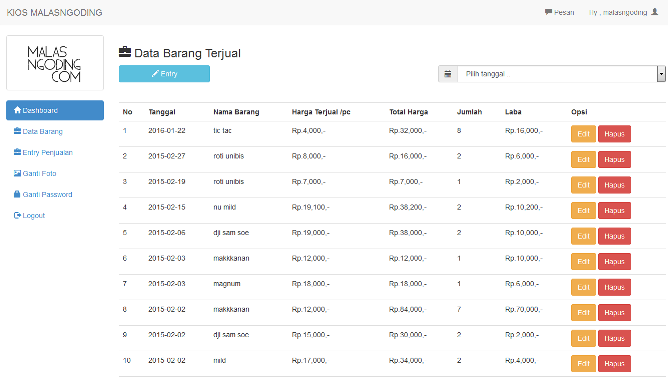 KIOS MALASNGODING
Pesan
Hy , malasngoding
MALAS
NGODING
.COM
Data Barang Terjual
Entry
Pilih tanggal
Dashboard
Data Barang
Entry Penjualan
Ganti Foto
Ganti Password
Logout
No Tanggal Nama Barang Harga Terjual /pc Total Harga Jumlah Laba Opsi
1 2016-01-22 tic tac Rp.4,000,- Rp.32,000,- 8 Rp.16,000,- Edit Hapus
2 2015-02-27 roti unibis Rp.8,000,- Rp.16,000,- 2 Rp.6,000,- Edit Hapus
3 2015-02-19 roti unibis Rp.7,000,- Rp.7,000,- 1 Rp.2,000,- Edit Hapus
4 2015-02-15 nu mild Rp.19,100,- Rp.38,200,- 2 Rp.10,200,- Edit Hapus
5 2015-02-06 dji sam soe Rp.19,000,- Rp.38,000,- 2 Rp.10,000,- Edit Hapus
6 2015-02-03 makkkanan Rp.12,000,- Rp.12,000,- 1 Rp.10,000,- Edit Hapus
7 2015-02-03 magnum Rp.18,000,- Rp.18,000,- 1 Rp.6,000,- Edit Hapus
8 2015-02-02 makkkanan Rp.12,000,- Rp.84,000,- 7 Rp.70,000,- Edit Hapus
9 2015-02-02 dji sam soe Rp.15,000,- Rp.30,000,- 2 Rp.2,000,- Edit Hapus
10 2015-02-02 mild Rp.17,000,- Rp.34,000,- 2 Rp.4,000,- Edit Hapus